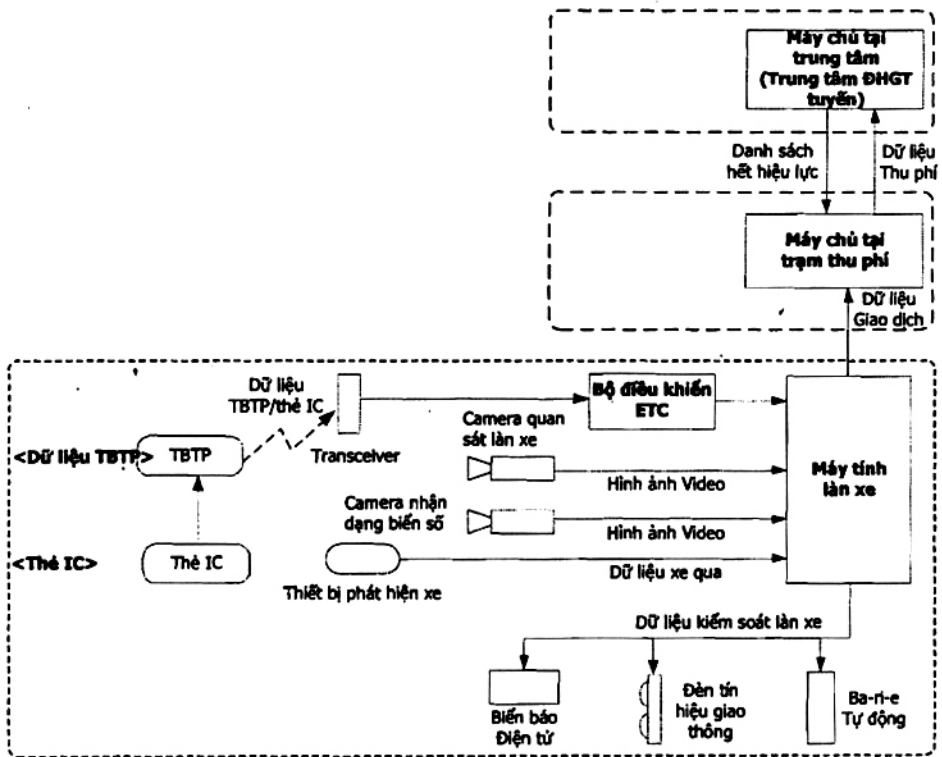 Máy chủ tại
trung tâm
(Trung tâm ĐHGT
tuyến)
Danh sách
hết hiệu lực
Dữ liệu
Thu phí
Máy chủ tại
trạm thu phí
Dữ liệu
Giao dịch
Dữ liệu
TBTP/thẻ IC
Transceiver
Bộ điều khiển
ETC
Camera quan
sát làn xe
<Dữ liệu TBTP>
TBTP
Hình ảnh Video
Máy tính
làn xe
Camera nhận
dạng biển số
Hình ảnh Video
<Thẻ IC>
Thẻ IC
Thiết bị phát hiện xe
Dữ liệu xe qua
Dữ liệu kiểm soát làn xe
Biển báo
Điện tử
Đèn tín
hiệu giao
thông
Ba-ri-e
Tự động